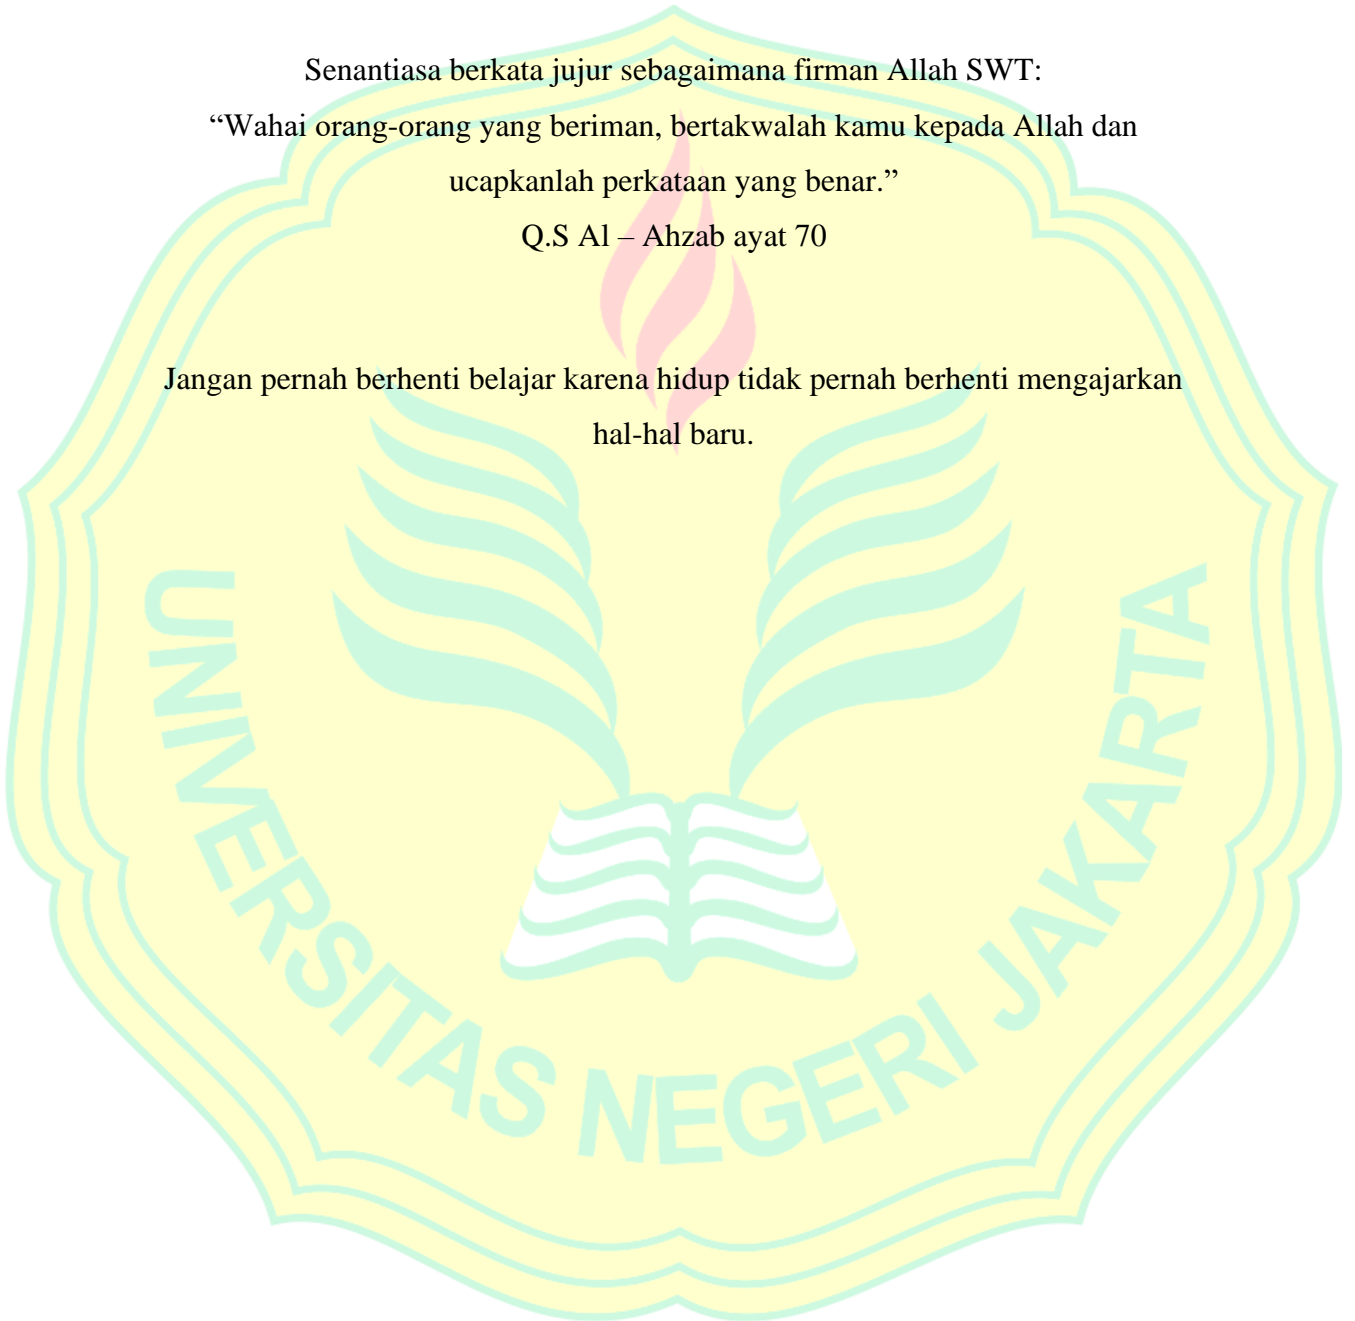 Senantiasa berkata jujur sebagaimana firman Allah SWT:
“Wahai orang-orang yang beriman, bertakwalah kamu kepada Allah dan
ucapkanlah perkataan yang benar.”
Q.S Al – Ahzab ayat 70
Jangan pernah berhenti belajar karena hidup tidak pernah berhenti mengajarkan
hal-hal baru.
UNIVERSITAS NEGERI JAKARTA